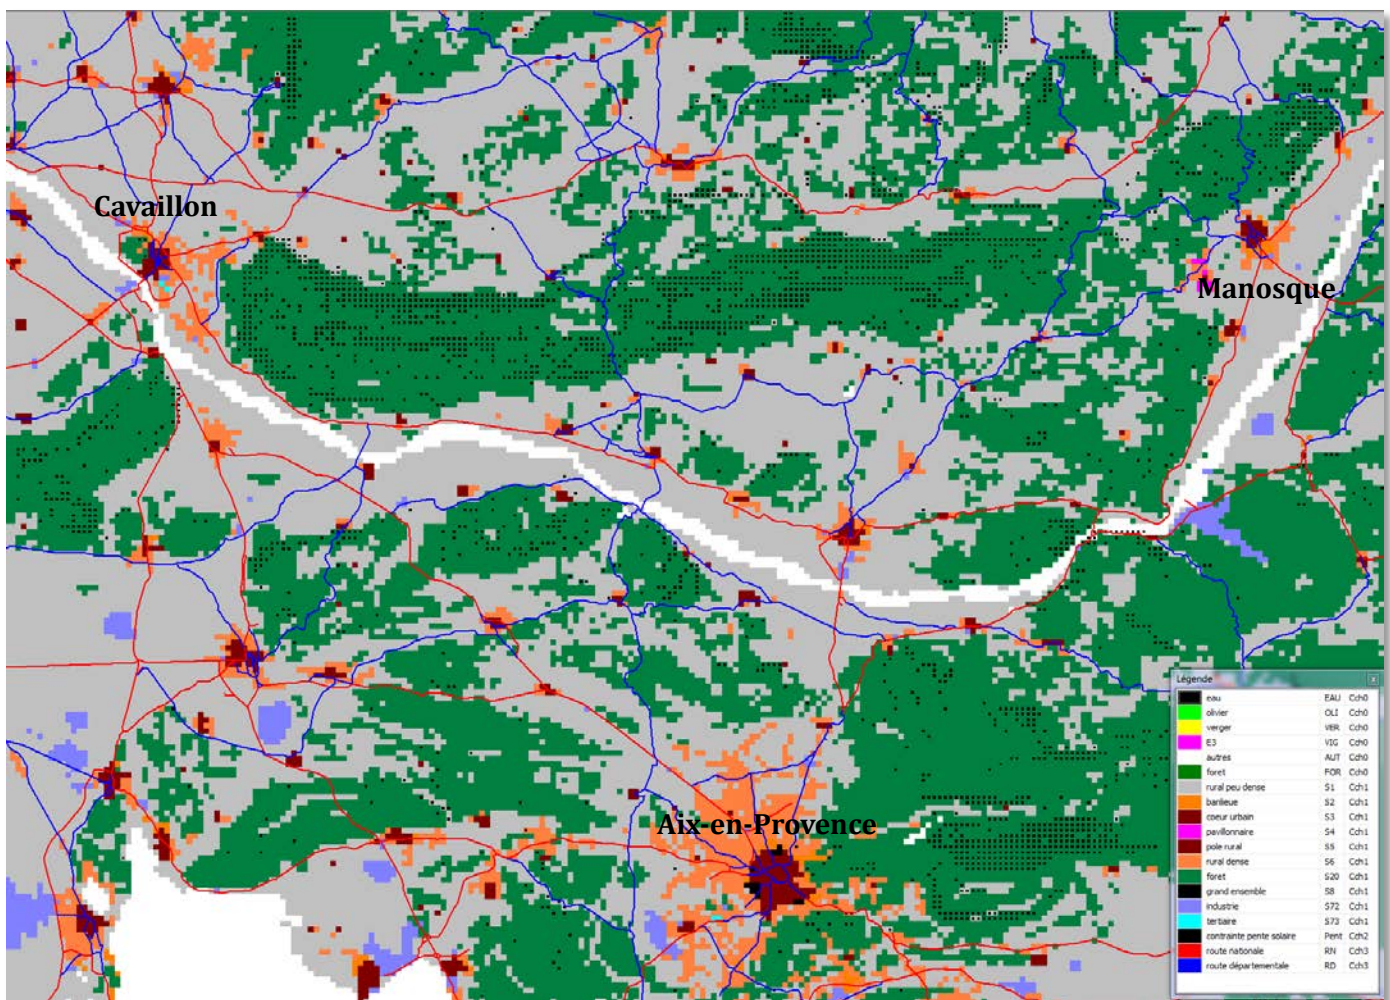 Cavaillon
Manosque
Aix-en-Provence
Légende x
eau EAU Cch0
olivier OLI Cch0
verger VER Cch0
E3 VIG Cch0
autres AUT Cch0
foret FOR Cch0
rural peu dense S1 Cch1
banlieue S2 Cch1
coeur urbain S3 Cch1
pavillonnaire S4 Cch1
pole rural S5 Cch1
rural dense S6 Cch1
foret S20 Cch1
grand ensemble S8 Cch1
industrie S72 Cch1
tertiaire S73 Cch1
contrainte pente solaire Pent Cch2
route nationale RN Cch3
route départementale RD Cch3